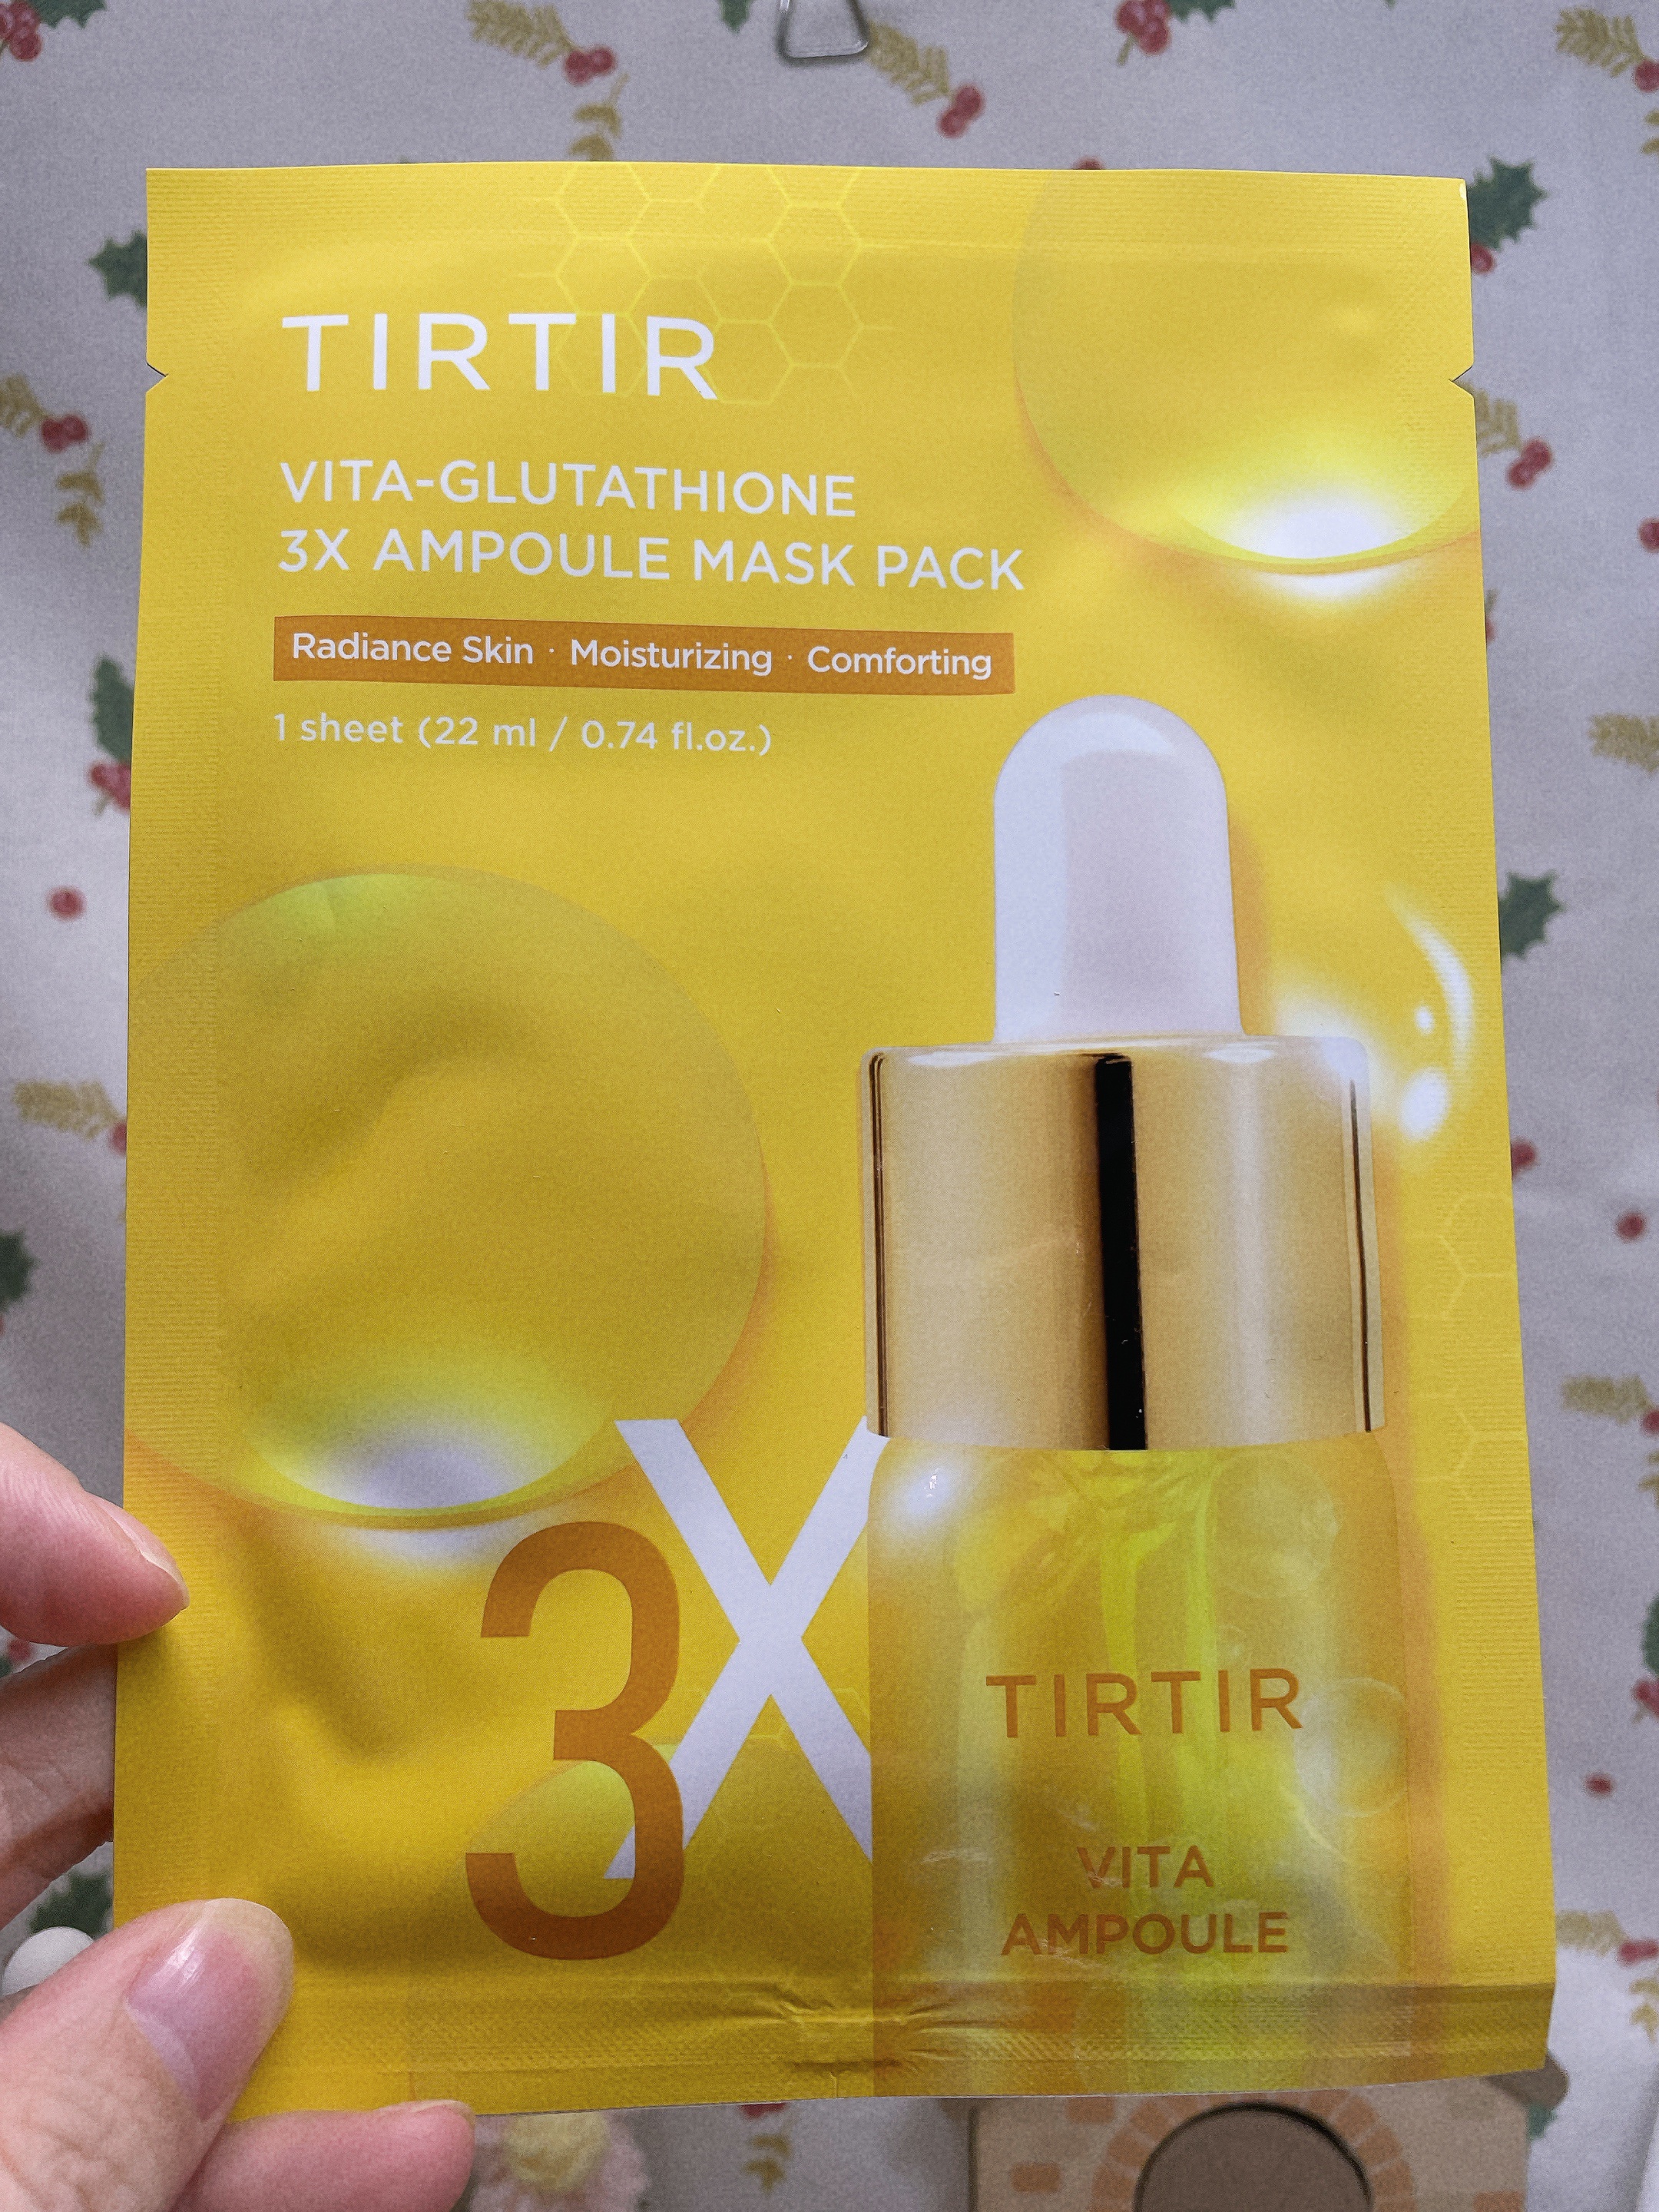 TIRTIR
VITA-GLUTATHIONE
3X AMPOULE MASK PACK
Radiance Skin · Moisturizing · Comforting
1 sheet (22 ml / 0.74 fl.oz.)
3X
TIRTIR
VITA
AMPOULE